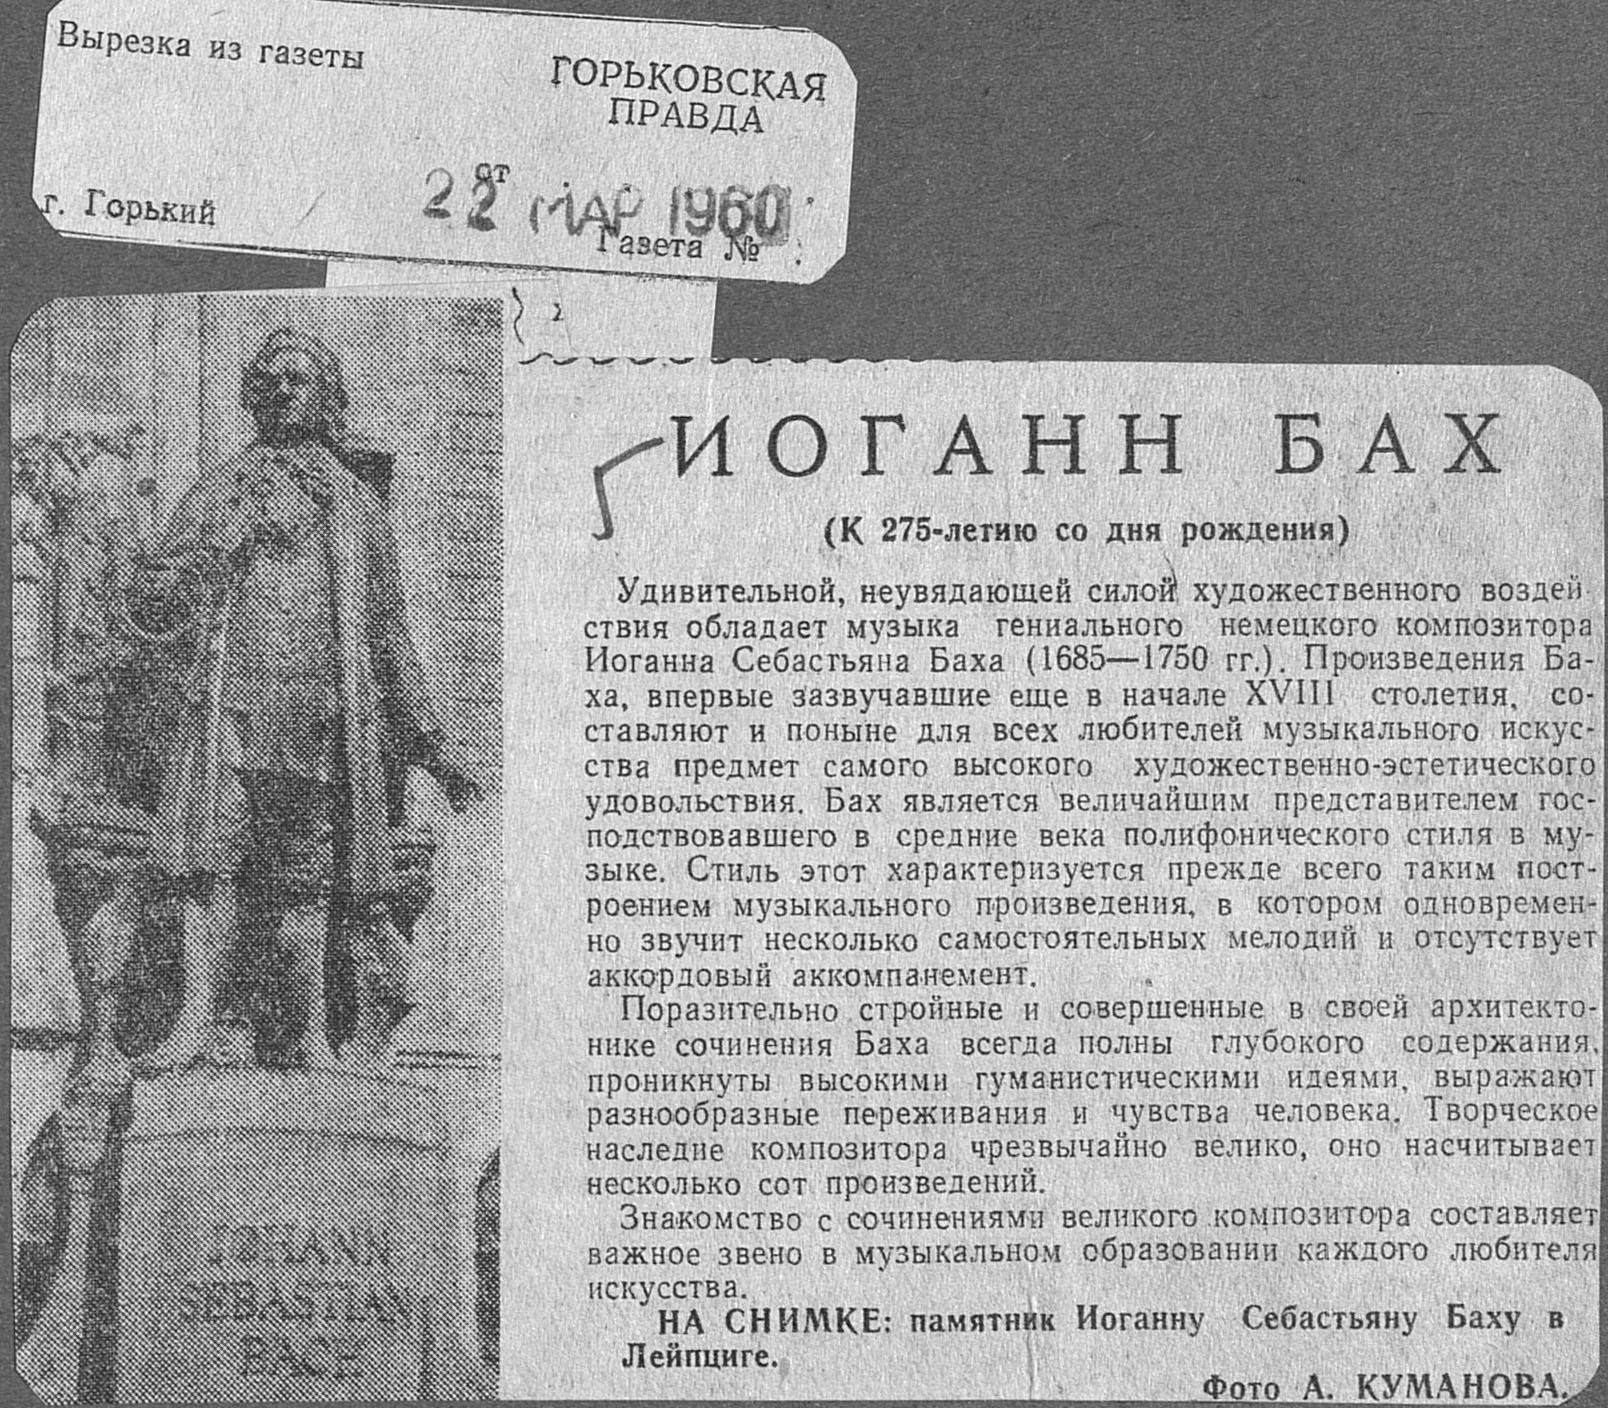 Вырезка из газеты
ГОРЬКОВСКАЯ
ПРАВДА
от
22 МАР 1960
г. Горький
Газета №
ИОГАНН БАХ
(К 275-летию со дня рождения)
Удивительной, неувядающей силой художественного воздей-
ствия обладает музыка гениального немецкого композитора
Иоганна Себастьяна Баха (1685—1750 гг.). Произведения Ба-
ха, впервые зазвучавшие еще в начале XVIII столетия, со-
ставляют и поныне для всех любителей музыкального искус-
ства предмет самого высокого художественно-эстетического
удовольствия. Бах является величайшим представителем гос-
подствовавшего в средние века полифонического стиля в му-
зыке. Стиль этот характеризуется прежде всего таким пост-
роением музыкального произведения, в котором одновремен-
но звучит несколько самостоятельных мелодий и отсутствует
аккордовый аккомпанемент.
Поразительно стройные и совершенные в своей архитекто-
нике сочинения Баха всегда полны глубокого содержания,
проникнуты высокими гуманистическими идеями, выражают
разнообразные переживания и чувства человека. Творческое
наследие композитора чрезвычайно велико, оно насчитывает
несколько сот произведений.
Знакомство с сочинениями великого композитора составляет
важное звено в музыкальном образовании каждого любителя
искусства.
НА СНИМКЕ: памятник Иоганну Себастьяну Баху в
Лейпциге.
Фото А. КУМАНОВА.
JOHANN
SEBASTIAN
BACH